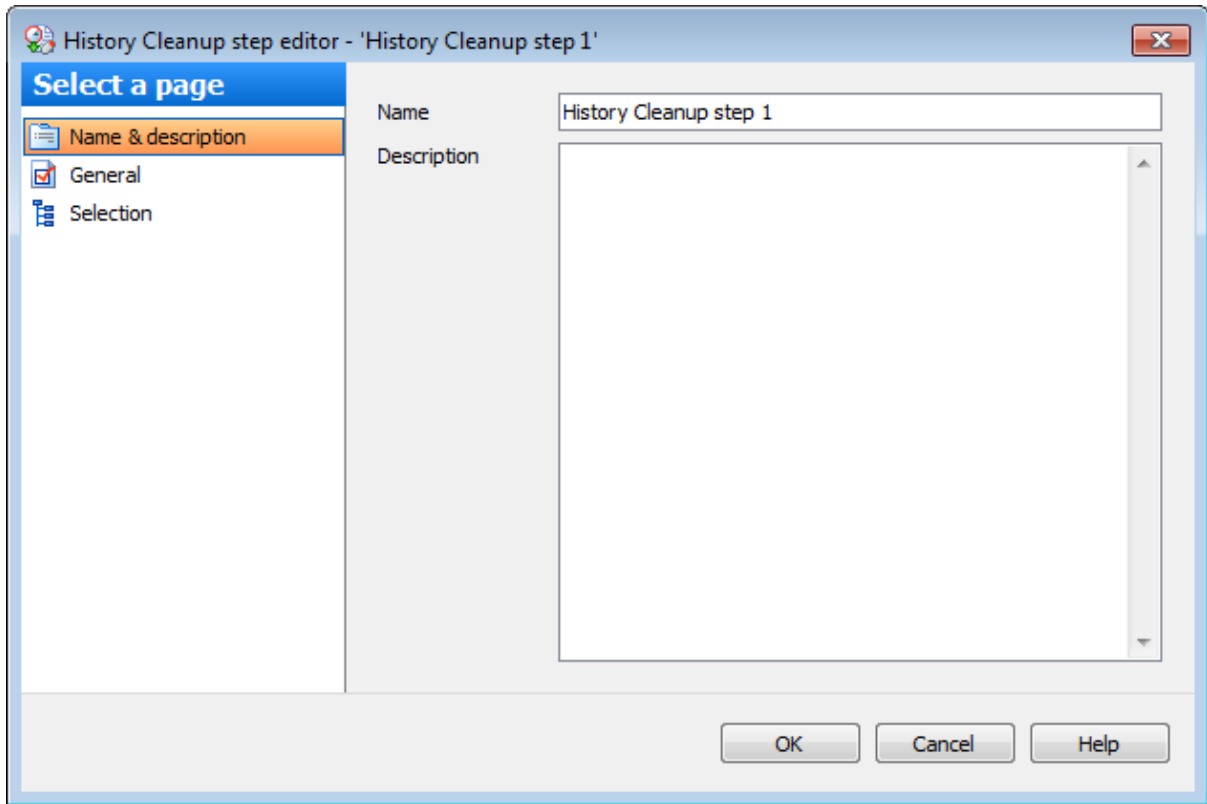 History Cleanup step editor - 'History Cleanup step 1'
Select a page
Name & description
General
Selection
Name
History Cleanup step 1
Description
OK
Cancel
Help